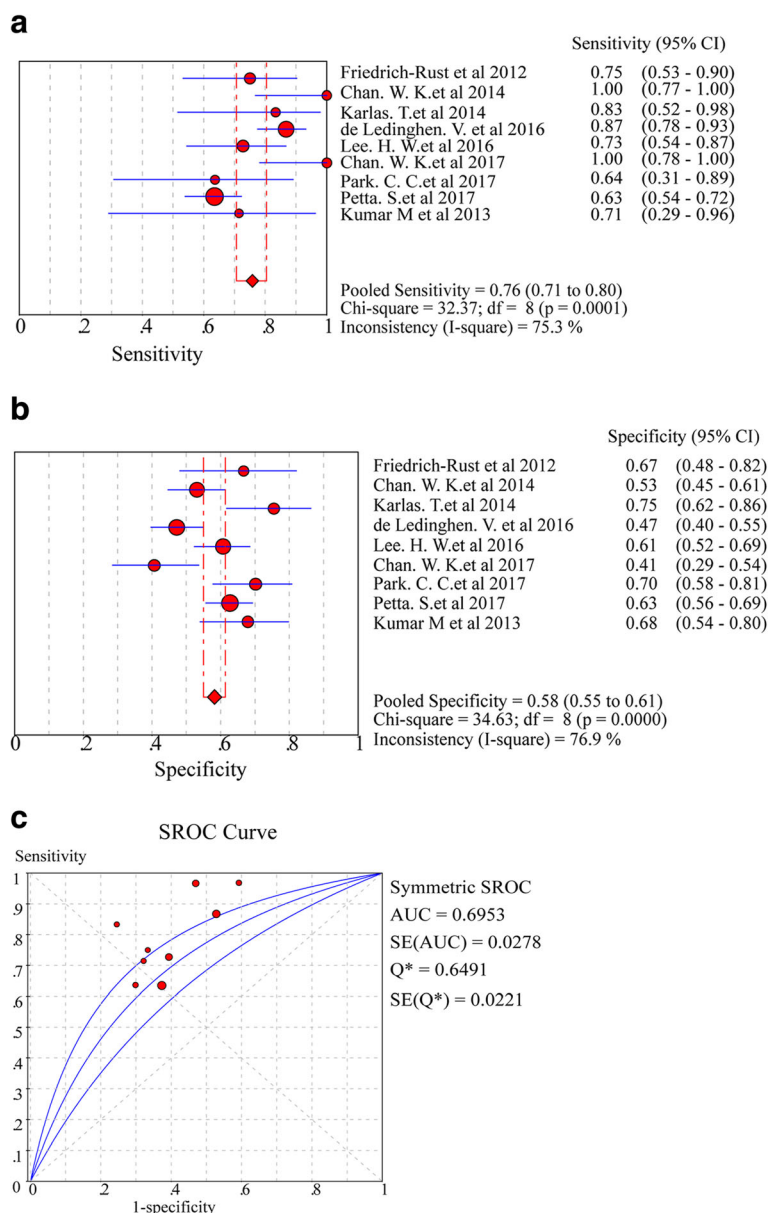 a
Sensitivity (95% CI)
Friedrich-Rust et al 2012 0.75 (0.53 - 0.90)
Chan. W. K.et al 2014 1.00 (0.77 - 1.00)
Karlas. T.et al 2014 0.83 (0.52 - 0.98)
de Ledinghen. V. et al 2016 0.87 (0.78 - 0.93)
Lee. H. W.et al 2016 0.73 (0.54 - 0.87)
Chan. W. K.et al 2017 1.00 (0.78 - 1.00)
Park. C. C.et al 2017 0.64 (0.31 - 0.89)
Petta. S.et al 2017 0.63 (0.54 - 0.72)
Kumar M et al 2013 0.71 (0.29 - 0.96)
Pooled Sensitivity = 0.76 (0.71 to 0.80)
Chi-square = 32.37; df = 8 (p = 0.0001)
Inconsistency (I-square) = 75.3 %
0 .2 .4 .6 .8 1
Sensitivity
b
Specificity (95% CI)
Friedrich-Rust et al 2012 0.67 (0.48 - 0.82)
Chan. W. K.et al 2014 0.53 (0.45 - 0.61)
Karlas. T.et al 2014 0.75 (0.62 - 0.86)
de Ledinghen. V. et al 2016 0.47 (0.40 - 0.55)
Lee. H. W.et al 2016 0.61 (0.52 - 0.69)
Chan. W. K.et al 2017 0.41 (0.29 - 0.54)
Park. C. C.et al 2017 0.70 (0.58 - 0.81)
Petta. S.et al 2017 0.63 (0.56 - 0.69)
Kumar M et al 2013 0.68 (0.54 - 0.80)
Pooled Specificity = 0.58 (0.55 to 0.61)
Chi-square = 34.63; df = 8 (p = 0.0000)
Inconsistency (I-square) = 76.9 %
0 .2 .4 .6 .8 1
Specificity
c
SROC Curve
Sensitivity
1
.9
.8
.7
.6
.5
.4
.3
.2
.1
0
0 .2 .4 .6 .8 1
1-specificity
Symmetric SROC
AUC = 0.6953
SE(AUC) = 0.0278
Q* = 0.6491
SE(Q*) = 0.0221